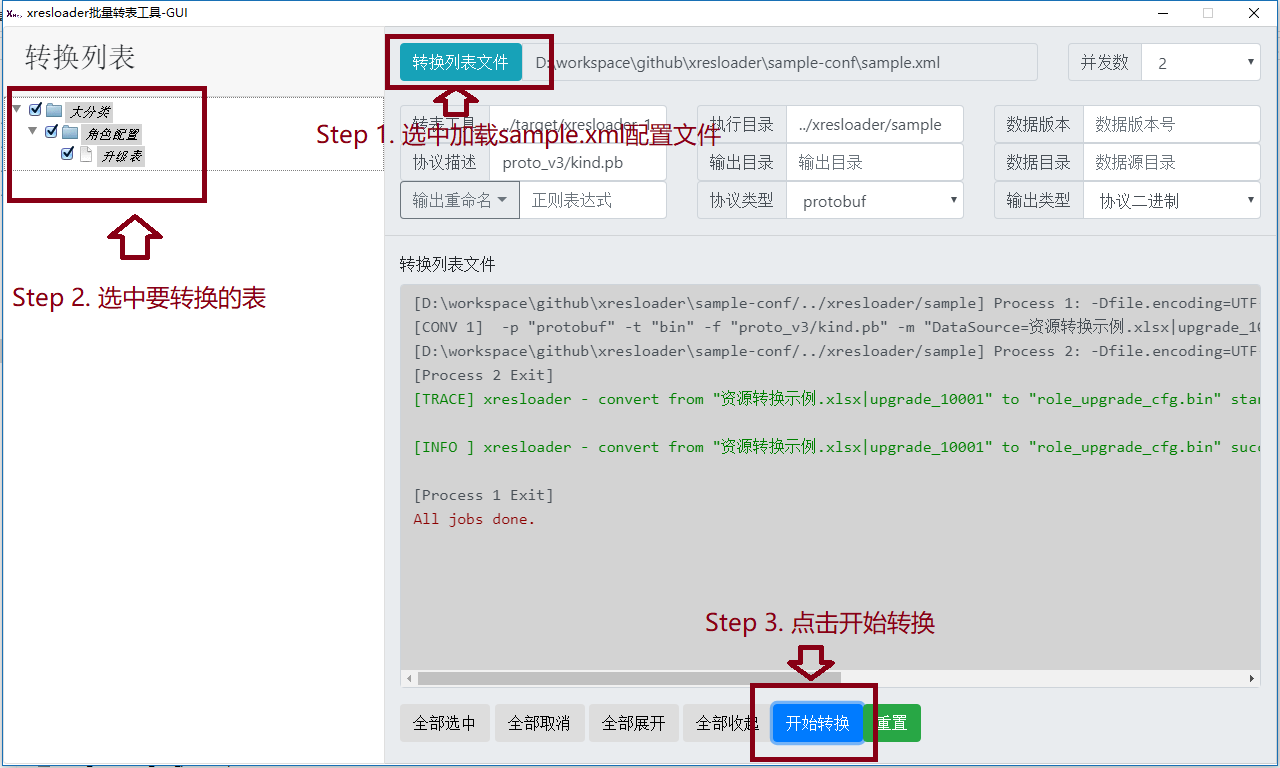 xresloader批量转表工具-GUI
转换列表
转换列表文件 D:\workspace\github\xresloader\sample-conf\sample.xml 并发数 2
大分类
角色配置
升级表
Step 1. 选中加载sample.xml配置文件
转表工具 ../target/xresloader-1 执行目录 ../xresloader/sample 数据版本 数据版本号
协议描述 proto_v3/kind.pb 输出目录 输出目录 数据目录 数据源目录
输出重命名 正则表达式 协议类型 protobuf 输出类型 协议二进制
Step 2. 选中要转换的表
转换列表文件
[D:\workspace\github\xresloader\sample-conf/../xresloader/sample] Process 1: -Dfile.encoding=UTF
[CONV 1] -p "protobuf" -t "bin" -f "proto_v3/kind.pb" -m "DataSource=资源转换示例.xlsx|upgrade_10
[D:\workspace\github\xresloader\sample-conf/../xresloader/sample] Process 2: -Dfile.encoding=UTF
[Process 2 Exit]
[TRACE] xresloader - convert from "资源转换示例.xlsx|upgrade_10001" to "role_upgrade_cfg.bin" star
[INFO ] xresloader - convert from "资源转换示例.xlsx|upgrade_10001" to "role_upgrade_cfg.bin" succ
[Process 1 Exit]
All jobs done.
Step 3. 点击开始转换
全部选中 全部取消 全部展开 全部收起 开始转换 重置